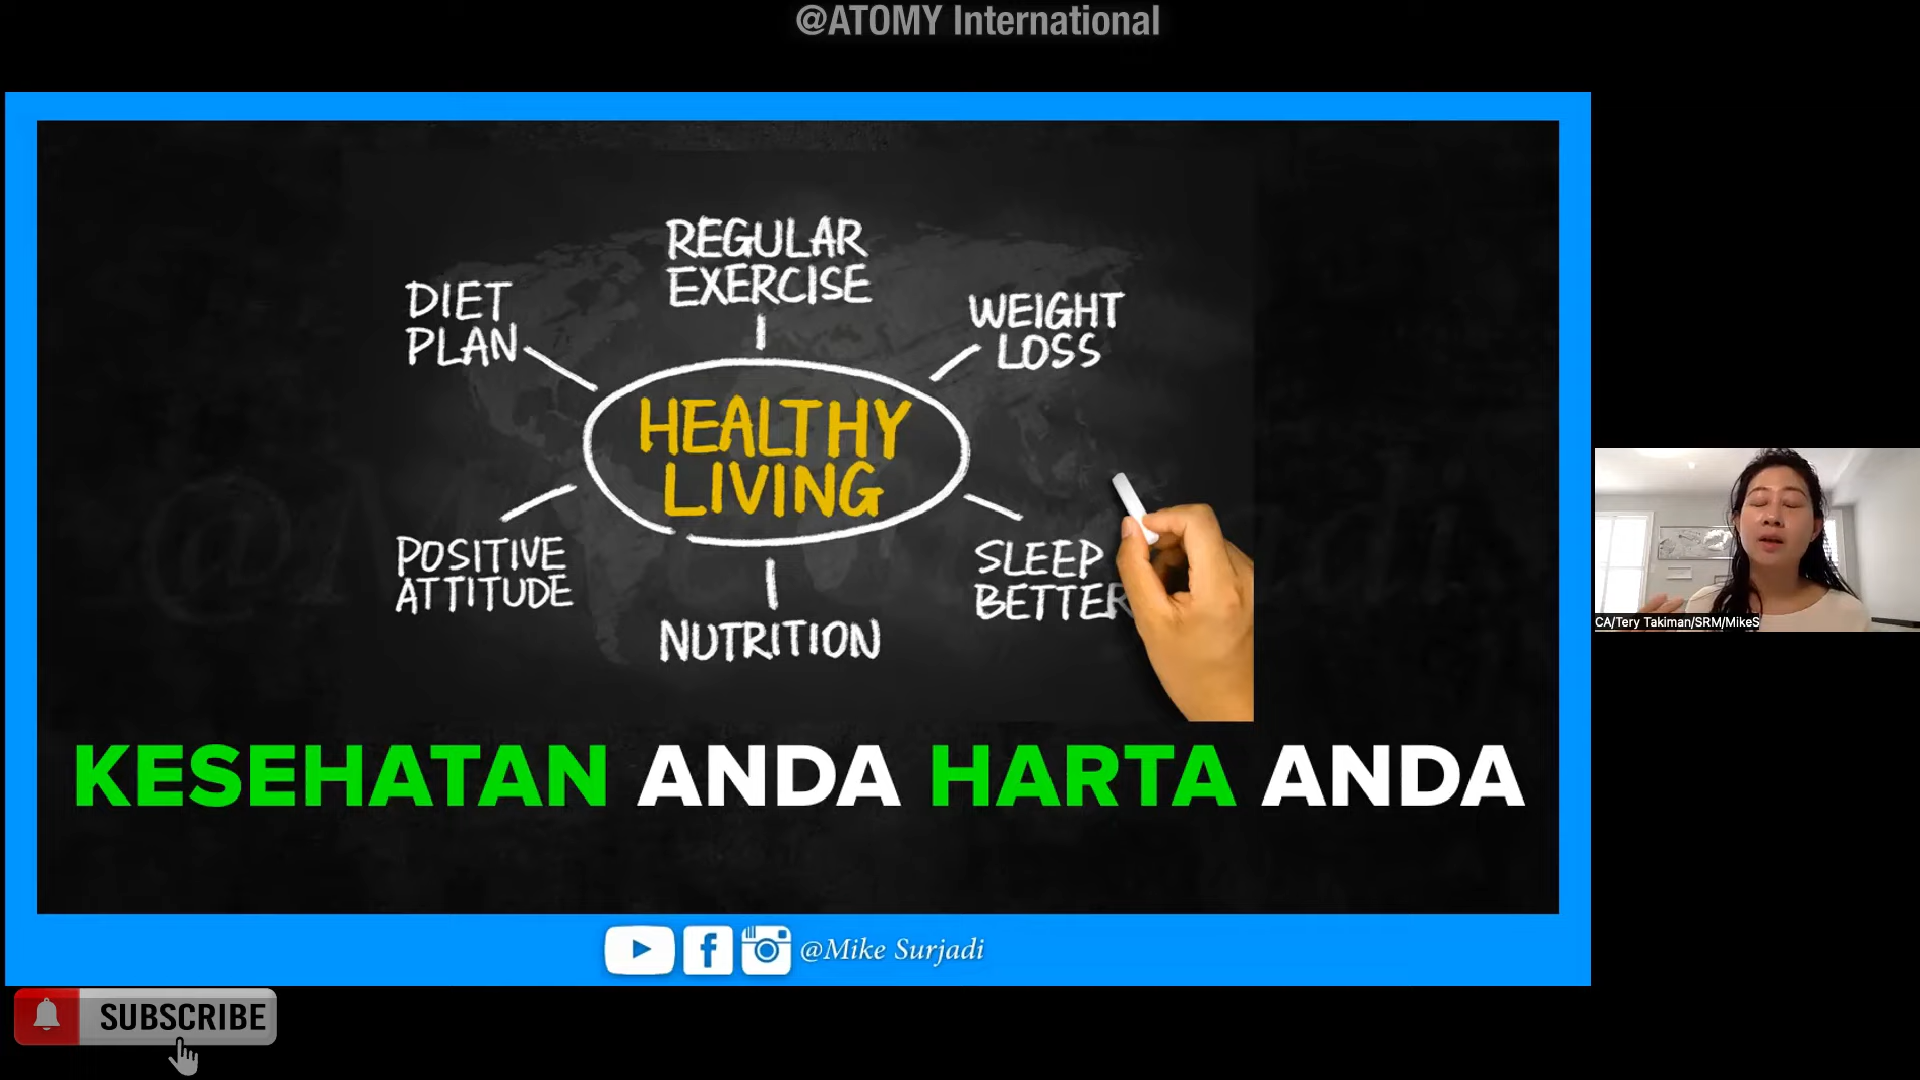 @ATOMY International
REGULAR
EXERCISE
DIET
PLAN
WEIGHT
LOSS
HEALTHY
LIVING
POSITIVE
ATTITUDE
SLEEP
BETTER
NUTRITION
KESEHATAN ANDA HARTA ANDA
CA/Tery Takiman/SRM/MikeS
@Mike Surjadi
SUBSCRIBE